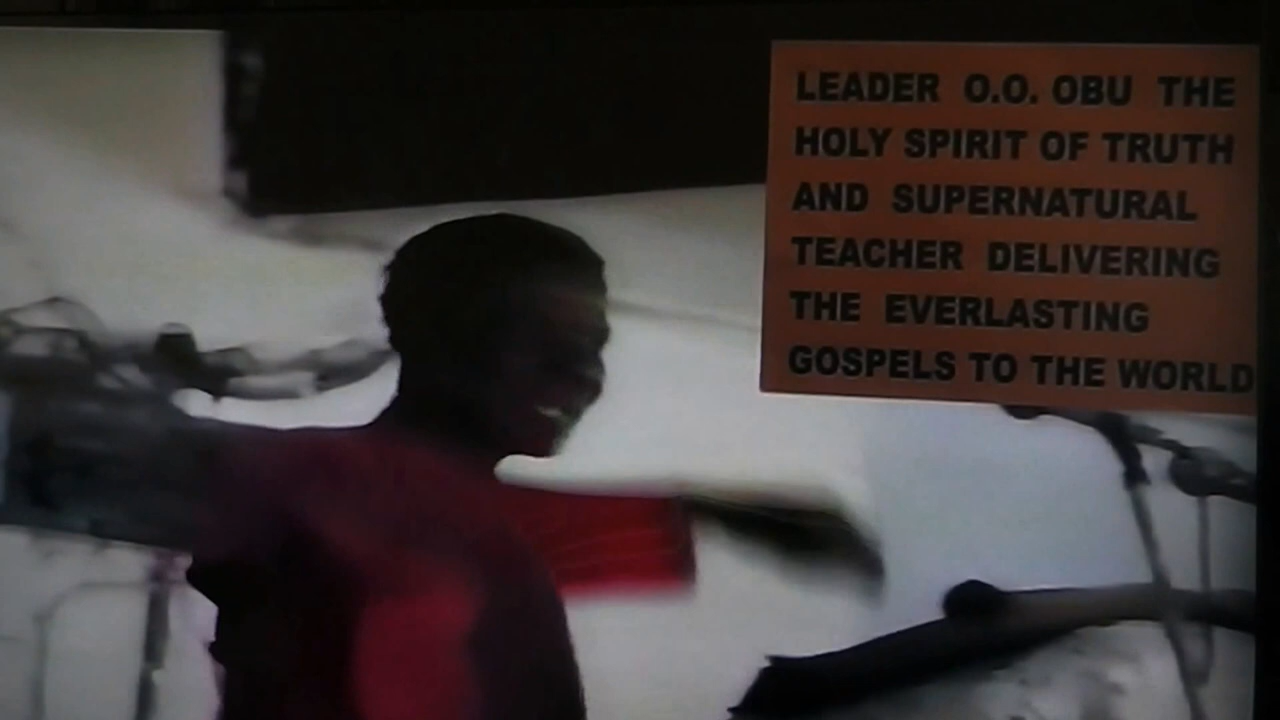 LEADER O.O. OBU THE
HOLY SPIRIT OF TRUTH
AND SUPERNATURAL
TEACHER DELIVERING
THE EVERLASTING
GOSPELS TO THE WORLD